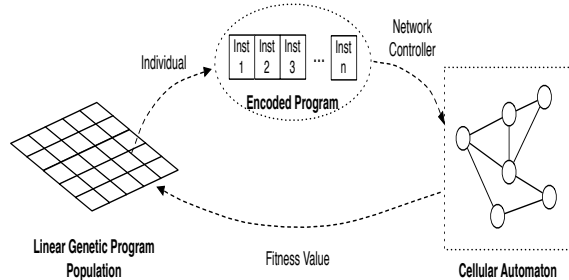 Individual
Inst 1
Inst 2
Inst 3
...
Inst n
Encoded Program
Network
Controller
Linear Genetic Program
Population
Fitness Value
Cellular Automaton